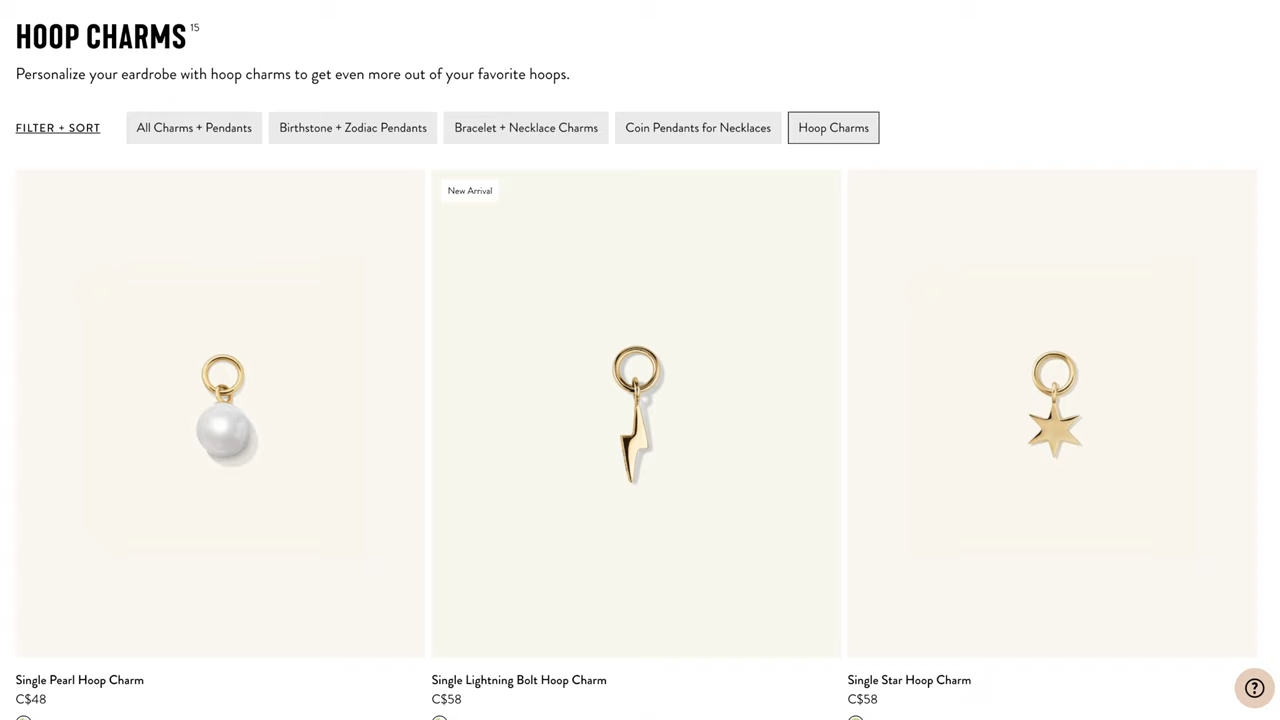 HOOP CHARMS 15
Personalize your eardrobe with hoop charms to get even more out of your favorite hoops.
FILTER + SORT
All Charms + Pendants
Birthstone + Zodiac Pendants
Bracelet + Necklace Charms
Coin Pendants for Necklaces
Hoop Charms
New Arrival
Single Pearl Hoop Charm
C$48
Single Lightning Bolt Hoop Charm
C$58
Single Star Hoop Charm
C$58
?